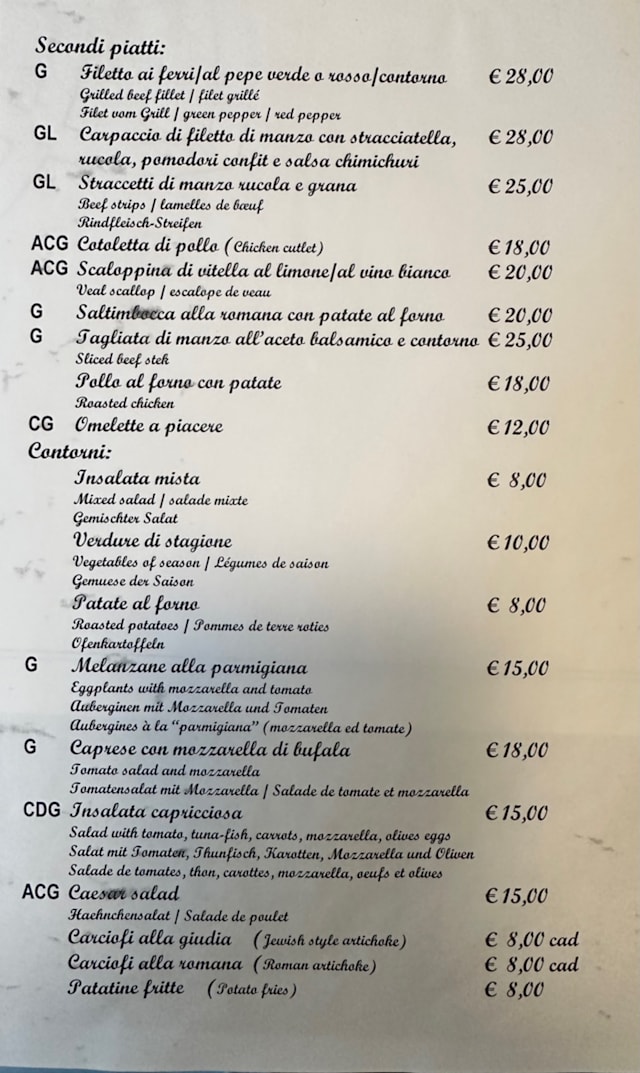 Secondi piatti:
G Filetto ai ferri/al pepe verde o rosso/contorno € 28,00
Grilled beef fillet / filet grillé
Filet vom Grill / green pepper / red pepper
GL Carpaccio di filetto di manzo con stracciatella, € 28,00
rucola, pomodori confit e salsa chimichuri
GL Straccetti di manzo rucola e grana € 25,00
Beef strips / lamelles de bœuf
Rindfleisch-Streifen
ACG Cotoletta di pollo (Chicken cutlet) € 18,00
ACG Scaloppina di vitella al limone/al vino bianco € 20,00
Veal scallop / escalope de veau
G Saltimbocca alla romana con patate al forno € 20,00
G Tagliata di manzo all'aceto balsamico e contorno € 25,00
Sliced beef stek
Pollo al forno con patate € 18,00
Roasted chicken
CG Omelette a piacere € 12,00
Contorni:
Insalata mista € 8,00
Mixed salad / salade mixte
Gemischter Salat
Verdure di stagione € 10,00
Vegetables of season / Légumes de saison
Gemuese der Saison
Patate al forno € 8,00
Roasted potatoes / Pommes de terre roties
Ofenkartoffeln
G Melanzane alla parmigiana € 15,00
Eggplants with mozzarella and tomato
Auberginen mit Mozzarella und Tomaten
Aubergines à la "parmigiana" (mozzarella ed tomate)
G Caprese con mozzarella di bufala € 18,00
Tomato salad and mozzarella
Tomatensalat mit Mozzarella / Salade de tomate et mozzarella
CDG Insalata capricciosa € 15,00
Salad with tomato, tuna-fish, carrots, mozzarella, olives eggs
Salat mit Tomaten, Thunfisch, Karotten, Mozzarella und Oliven
Salade de tomates, thon, carottes, mozzarella, oeufs et olives
ACG Caesar salad € 15,00
Haehnchensalat / Salade de poulet
Carciofi alla giudia (Jewish style artichoke) € 8,00 cad
Carciofi alla romana (Roman artichoke) € 8,00 cad
Patatine fritte (Potato fries) € 8,00